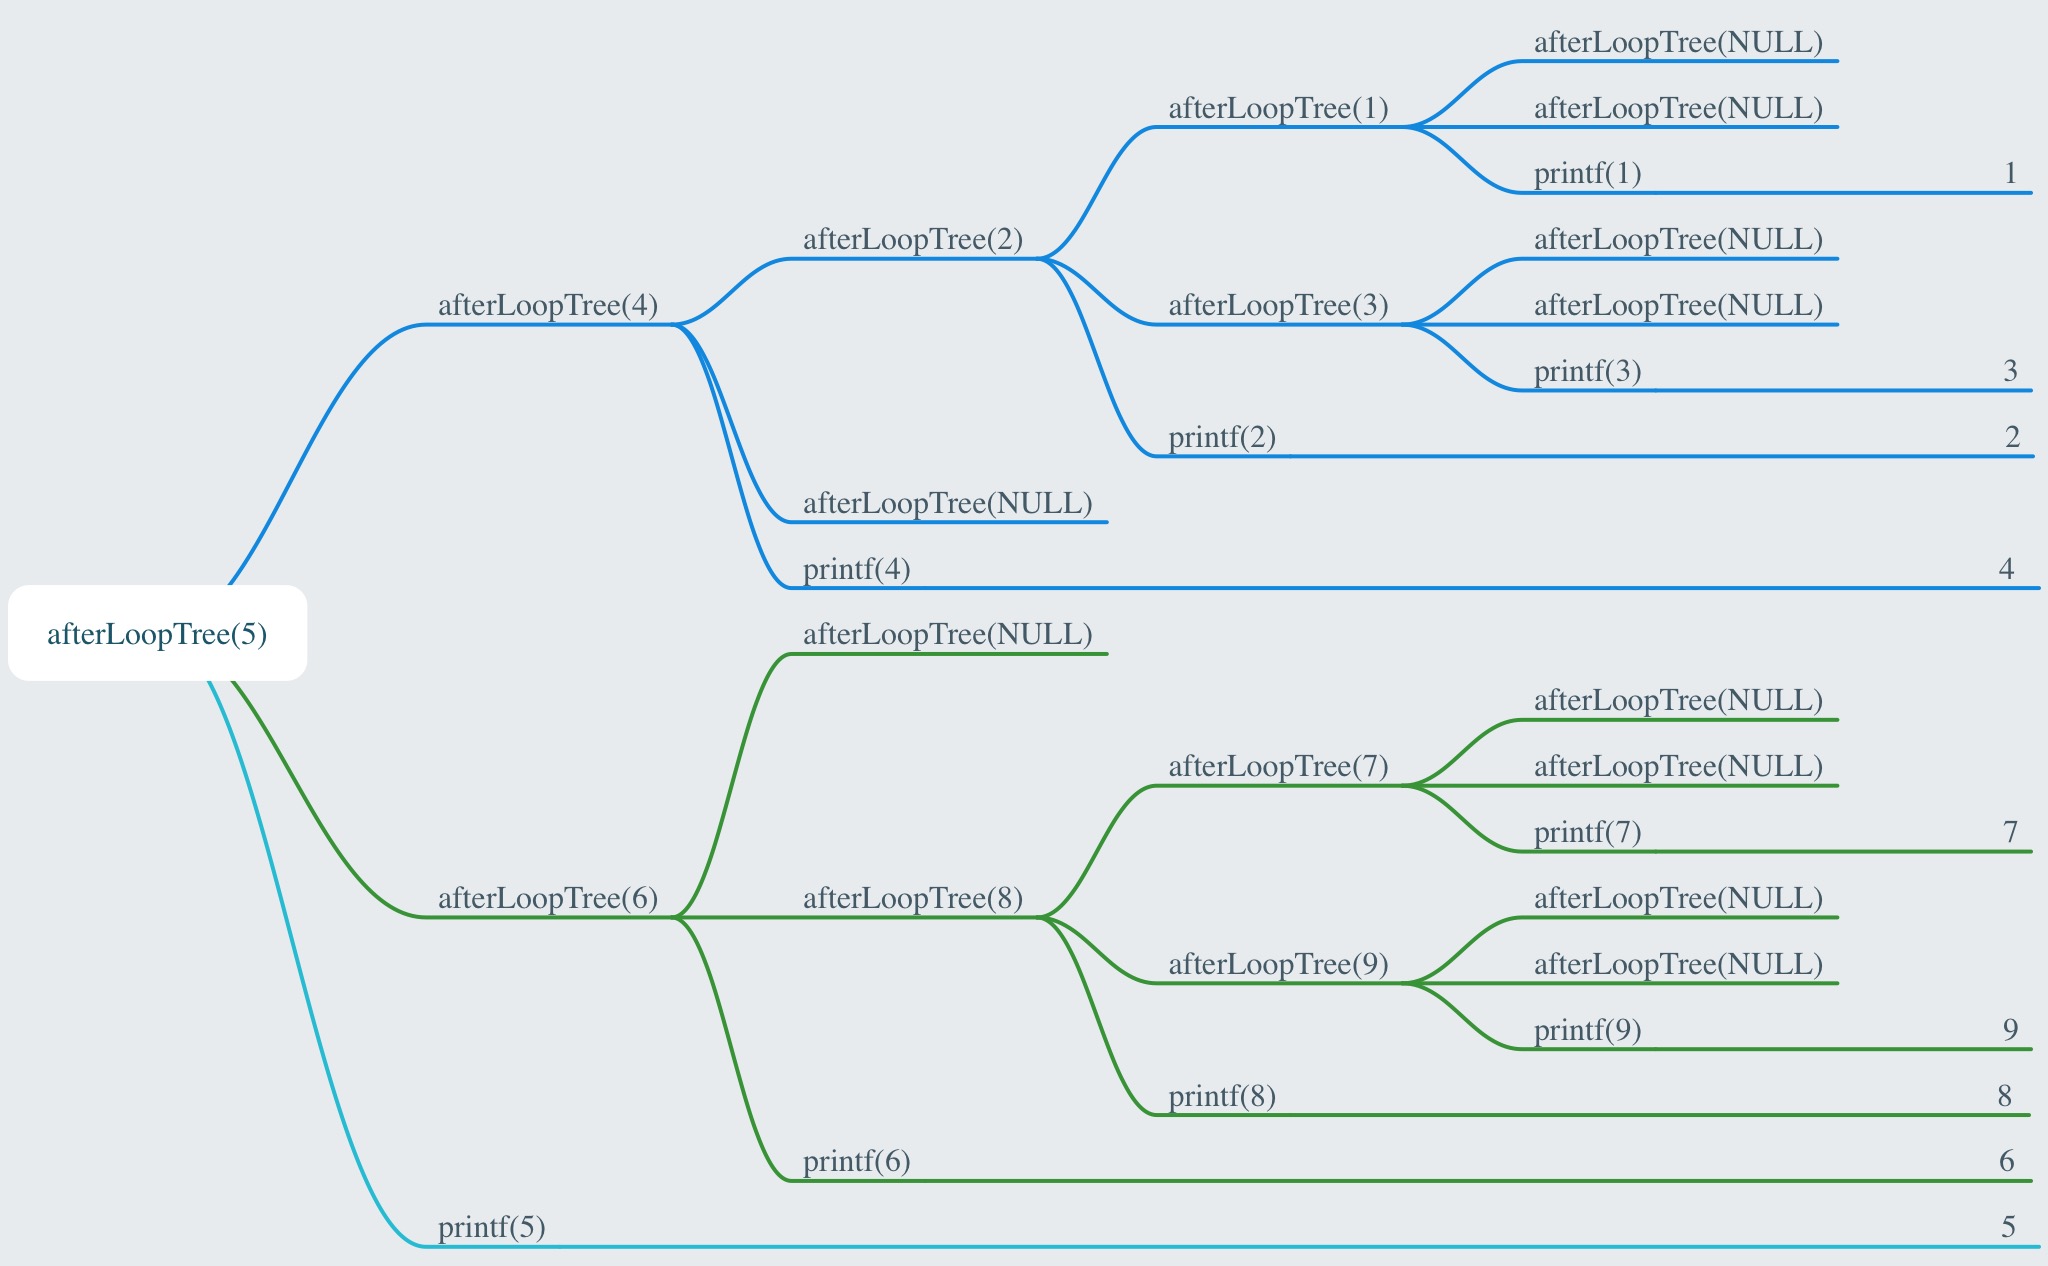 afterLoopTree(NULL)
afterLoopTree(1)
afterLoopTree(NULL)
printf(1) 1
afterLoopTree(2)
afterLoopTree(NULL)
afterLoopTree(4)
afterLoopTree(3)
afterLoopTree(NULL)
printf(3) 3
printf(2) 2
afterLoopTree(NULL)
printf(4) 4
afterLoopTree(5)
afterLoopTree(NULL)
afterLoopTree(NULL)
afterLoopTree(7)
afterLoopTree(NULL)
printf(7) 7
afterLoopTree(6)
afterLoopTree(8)
afterLoopTree(NULL)
afterLoopTree(9)
afterLoopTree(NULL)
printf(9) 9
printf(8) 8
printf(6) 6
printf(5) 5